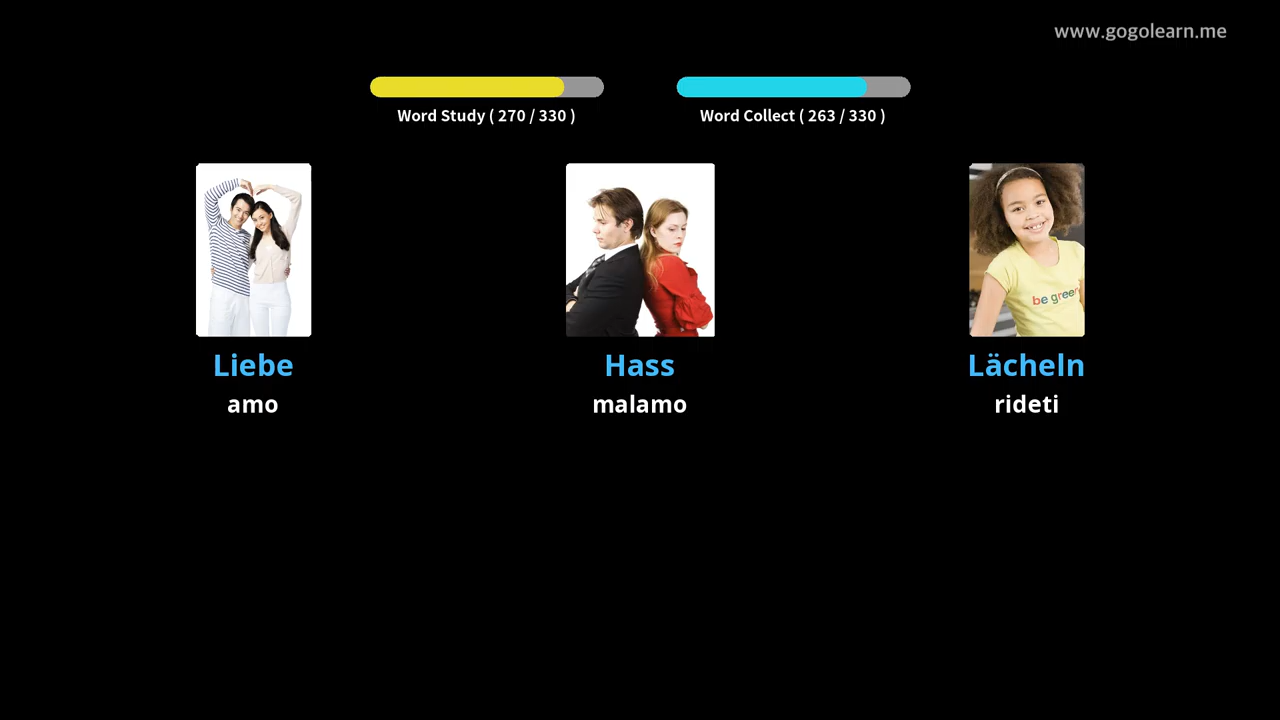 www.gogolearn.me
Word Study ( 270 / 330 )
Word Collect ( 263 / 330 )
be green
Liebe
Hass
Lächeln
amo
malamo
rideti